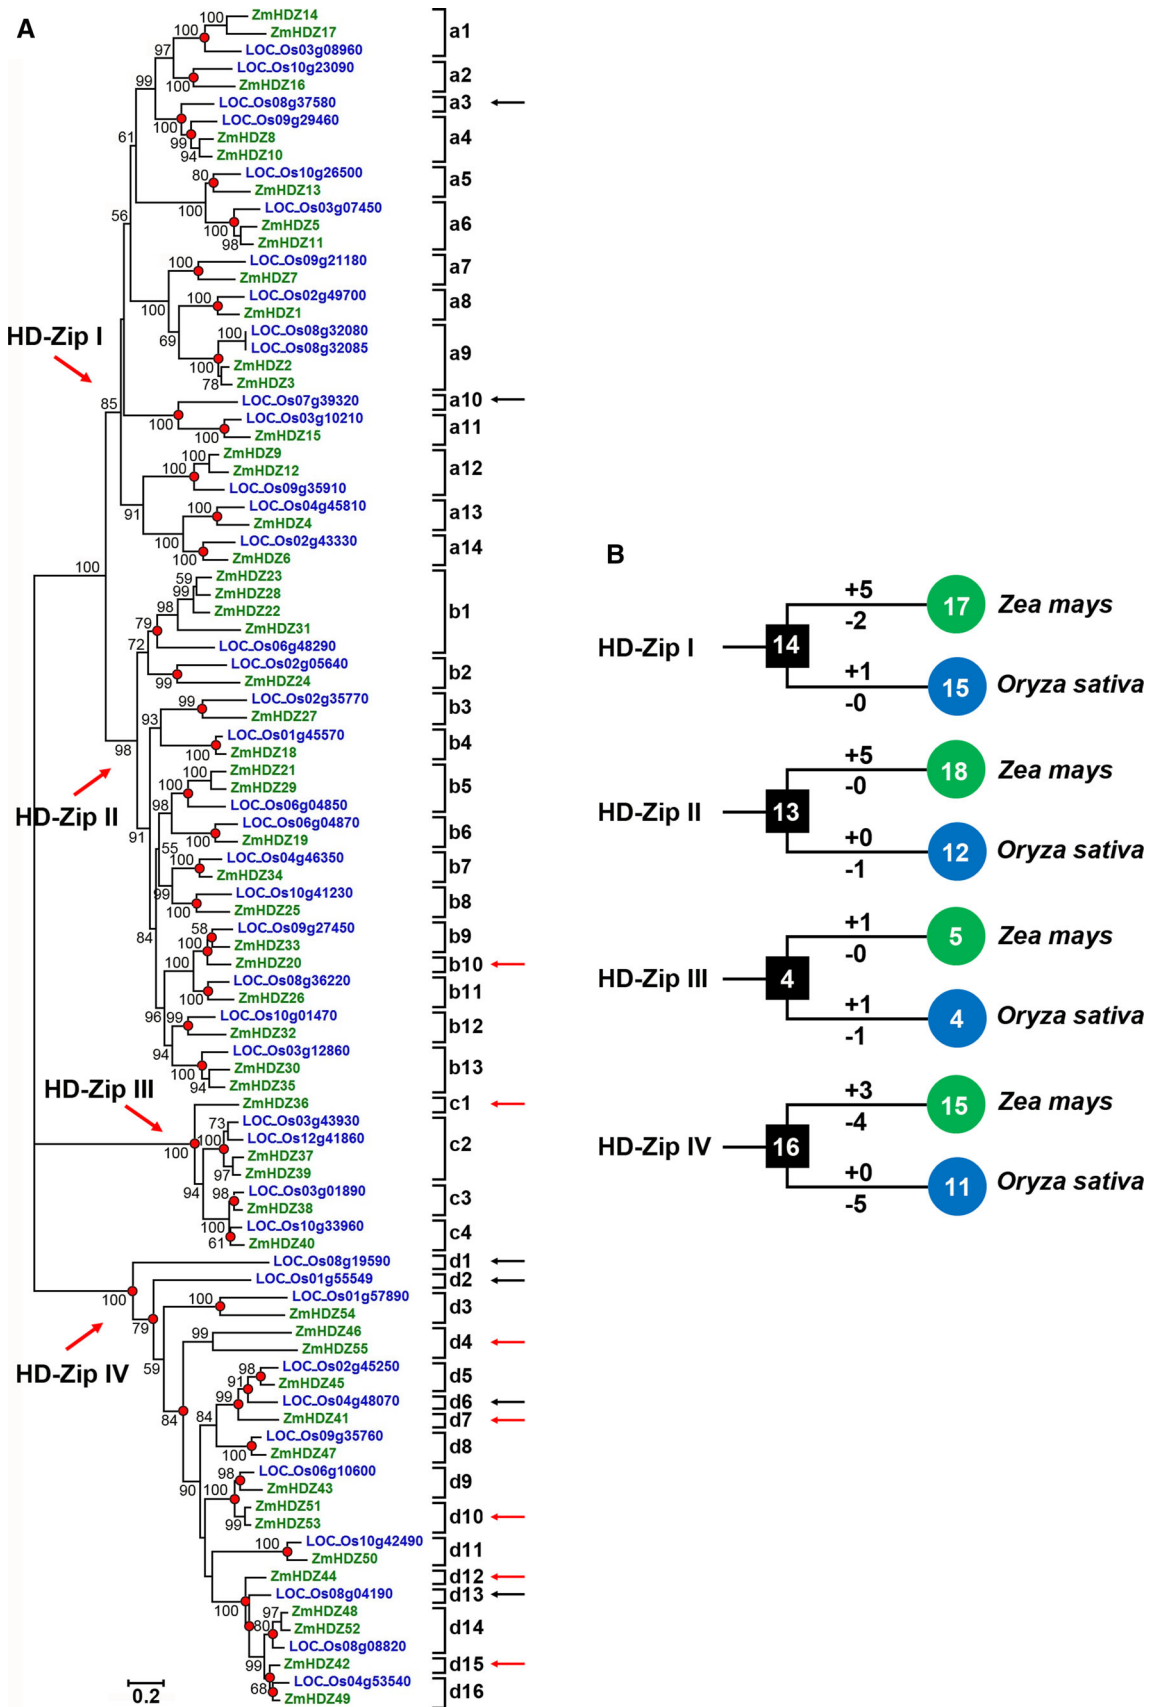 A
100
ZmHDZ14
100
ZmHDZ17
LOC_Os03g08960
a1
97
LOC_Os10g23090
100
ZmHDZ16
a2
99
LOC_Os08g37580
a3
100
LOC_Os09g29460
99
ZmHDZ8
94
ZmHDZ10
a4
61
80
LOC_Os10g26500
ZmHDZ13
a5
100
LOC_Os03g07450
100
ZmHDZ5
98
ZmHDZ11
a6
56
100
LOC_Os09g21180
ZmHDZ7
a7
100
100
LOC_Os02g49700
ZmHDZ1
a8
69
100
LOC_Os08g32080
LOC_Os08g32085
100
ZmHDZ2
78
ZmHDZ3
a9
HD-Zip I
85
LOC_Os07g39320
a10
100
LOC_Os03g10210
100
ZmHDZ15
a11
100
ZmHDZ9
100
ZmHDZ12
LOC_Os09g35910
a12
91
100
LOC_Os04g45810
ZmHDZ4
a13
100
LOC_Os02g43330
100
ZmHDZ6
a14
100
59
ZmHDZ23
99
ZmHDZ28
98
ZmHDZ22
79
ZmHDZ31
LOC_Os06g48290
b1
72
LOC_Os02g05640
99
ZmHDZ24
b2
99
LOC_Os02g35770
ZmHDZ27
b3
93
LOC_Os01g45570
100
ZmHDZ18
b4
98
HD-Zip II
100
ZmHDZ21
100
ZmHDZ29
LOC_Os06g04850
b5
98
LOC_Os06g04870
100
ZmHDZ19
b6
91
55
100
LOC_Os04g46350
ZmHDZ34
b7
99
LOC_Os10g41230
100
ZmHDZ25
b8
84
58
LOC_Os09g27450
100
ZmHDZ33
b9
ZmHDZ20
b10
LOC_Os08g36220
100
ZmHDZ26
b11
96
99
LOC_Os10g01470
ZmHDZ32
b12
94
LOC_Os03g12860
100
ZmHDZ30
94
ZmHDZ35
b13
HD-Zip III
ZmHDZ36
c1
100
73
LOC_Os03g43930
100
LOC_Os12g41860
ZmHDZ37
97
ZmHDZ39
c2
94
98
LOC_Os03g01890
ZmHDZ38
c3
100
LOC_Os10g33960
61
ZmHDZ40
c4
LOC_Os08g19590
d1
100
LOC_Os01g55549
d2
79
100
LOC_Os01g57890
ZmHDZ54
d3
HD-Zip IV
59
99
ZmHDZ46
ZmHDZ55
d4
84
98
LOC_Os02g45250
91
ZmHDZ45
d5
99
LOC_Os04g48070
d6
84
ZmHDZ41
d7
LOC_Os09g35760
100
ZmHDZ47
d8
90
98
LOC_Os06g10600
100
ZmHDZ43
d9
ZmHDZ51
99
ZmHDZ53
d10
100
LOC_Os10g42490
ZmHDZ50
d11
ZmHDZ44
d12
100
LOC_Os08g04190
d13
97
ZmHDZ48
80
ZmHDZ52
LOC_Os08g08820
d14
99
ZmHDZ42
d15
LOC_Os04g53540
68
ZmHDZ49
d16
0.2
B
HD-Zip I
14
+5
-2
17
Zea mays
+1
-0
15
Oryza sativa
HD-Zip II
13
+5
-0
18
Zea mays
+0
-1
12
Oryza sativa
HD-Zip III
4
+1
-0
5
Zea mays
+1
-1
4
Oryza sativa
HD-Zip IV
16
+3
-4
15
Zea mays
+0
-5
11
Oryza sativa